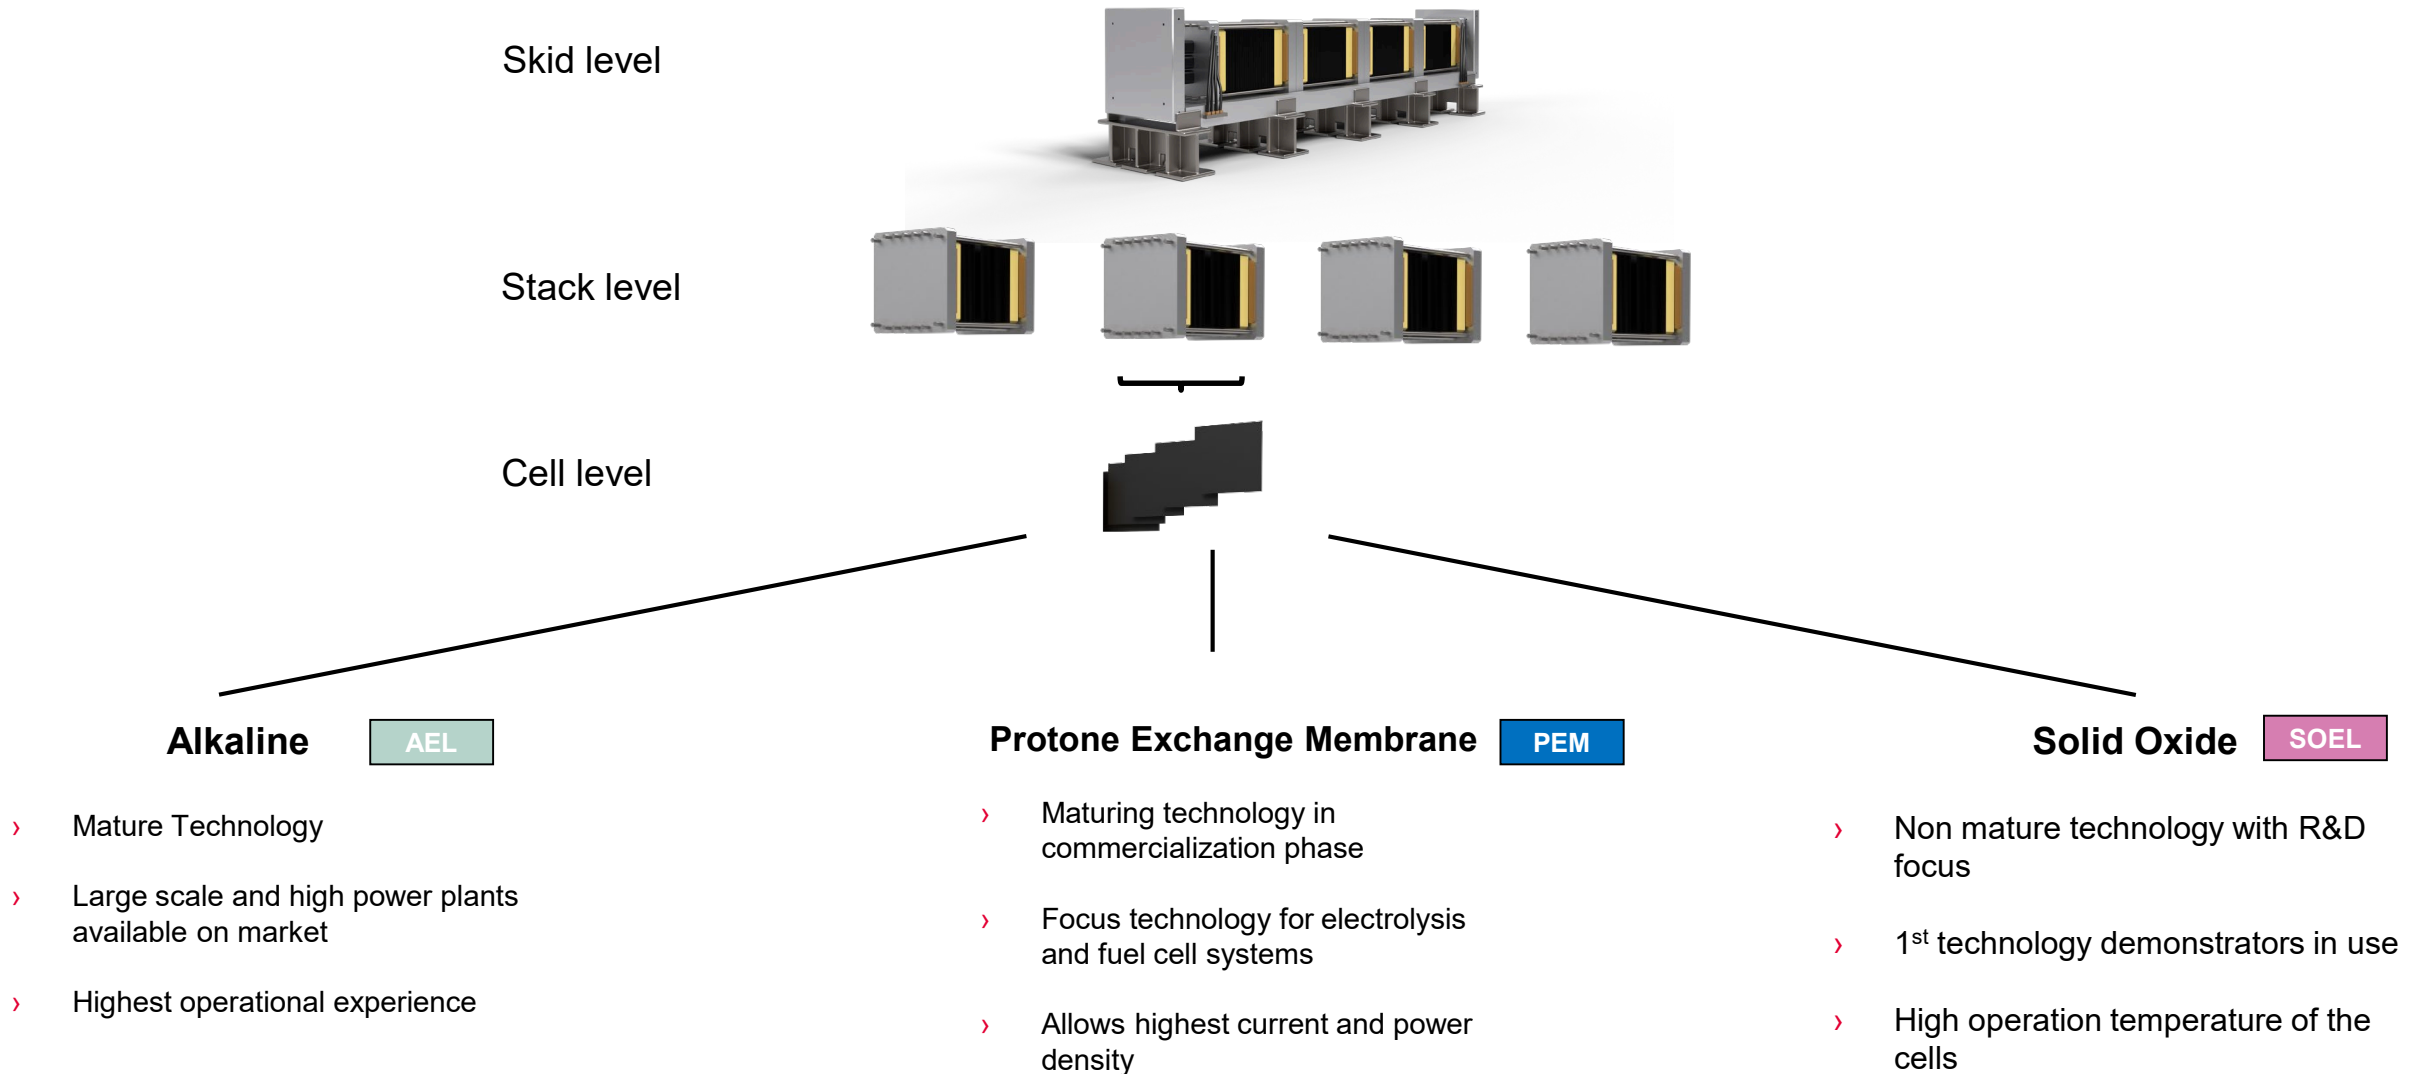 Skid level
Stack level
Cell level
Alkaline
AEL
› Mature Technology
› Large scale and high power plants
available on market
› Highest operational experience
Protone Exchange Membrane
PEM
› Maturing technology in
commercialization phase
› Focus technology for electrolysis
and fuel cell systems
› Allows highest current and power
density
Solid Oxide
SOEL
› Non mature technology with R&D
focus
› 1st technology demonstrators in use
› High operation temperature of the
cells